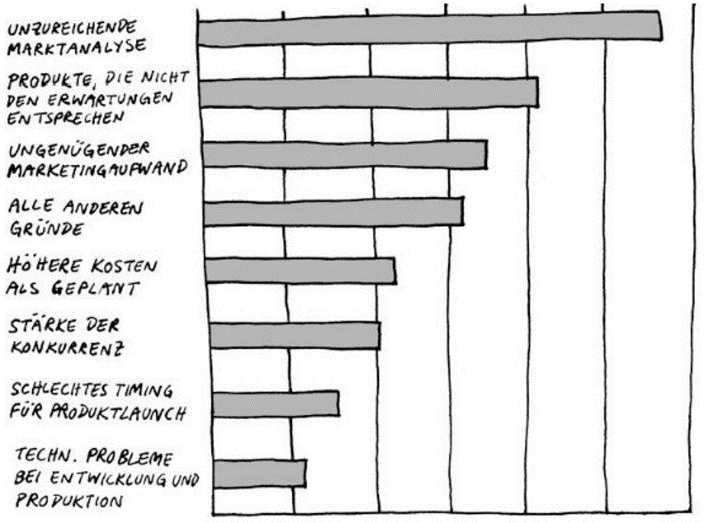 UNZUREICHENDE
MARKTANALYSE
PRODUKTE, DIE NICHT
DEN ERWARTUNGEN
ENTSPRECHEN
UNGENÜGENDER
MARKETINGAUFWAND
ALLE ANDEREN
GRÜNDE
HÖHERE KOSTEN
ALS GEPLANT
STÄRKE DER
KONKURRENZ
SCHLECHTES TIMING
FÜR PRODUKTLAUNCH
TECHN. PROBLEME
BEI ENTWICKLUNG UND
PRODUKTION